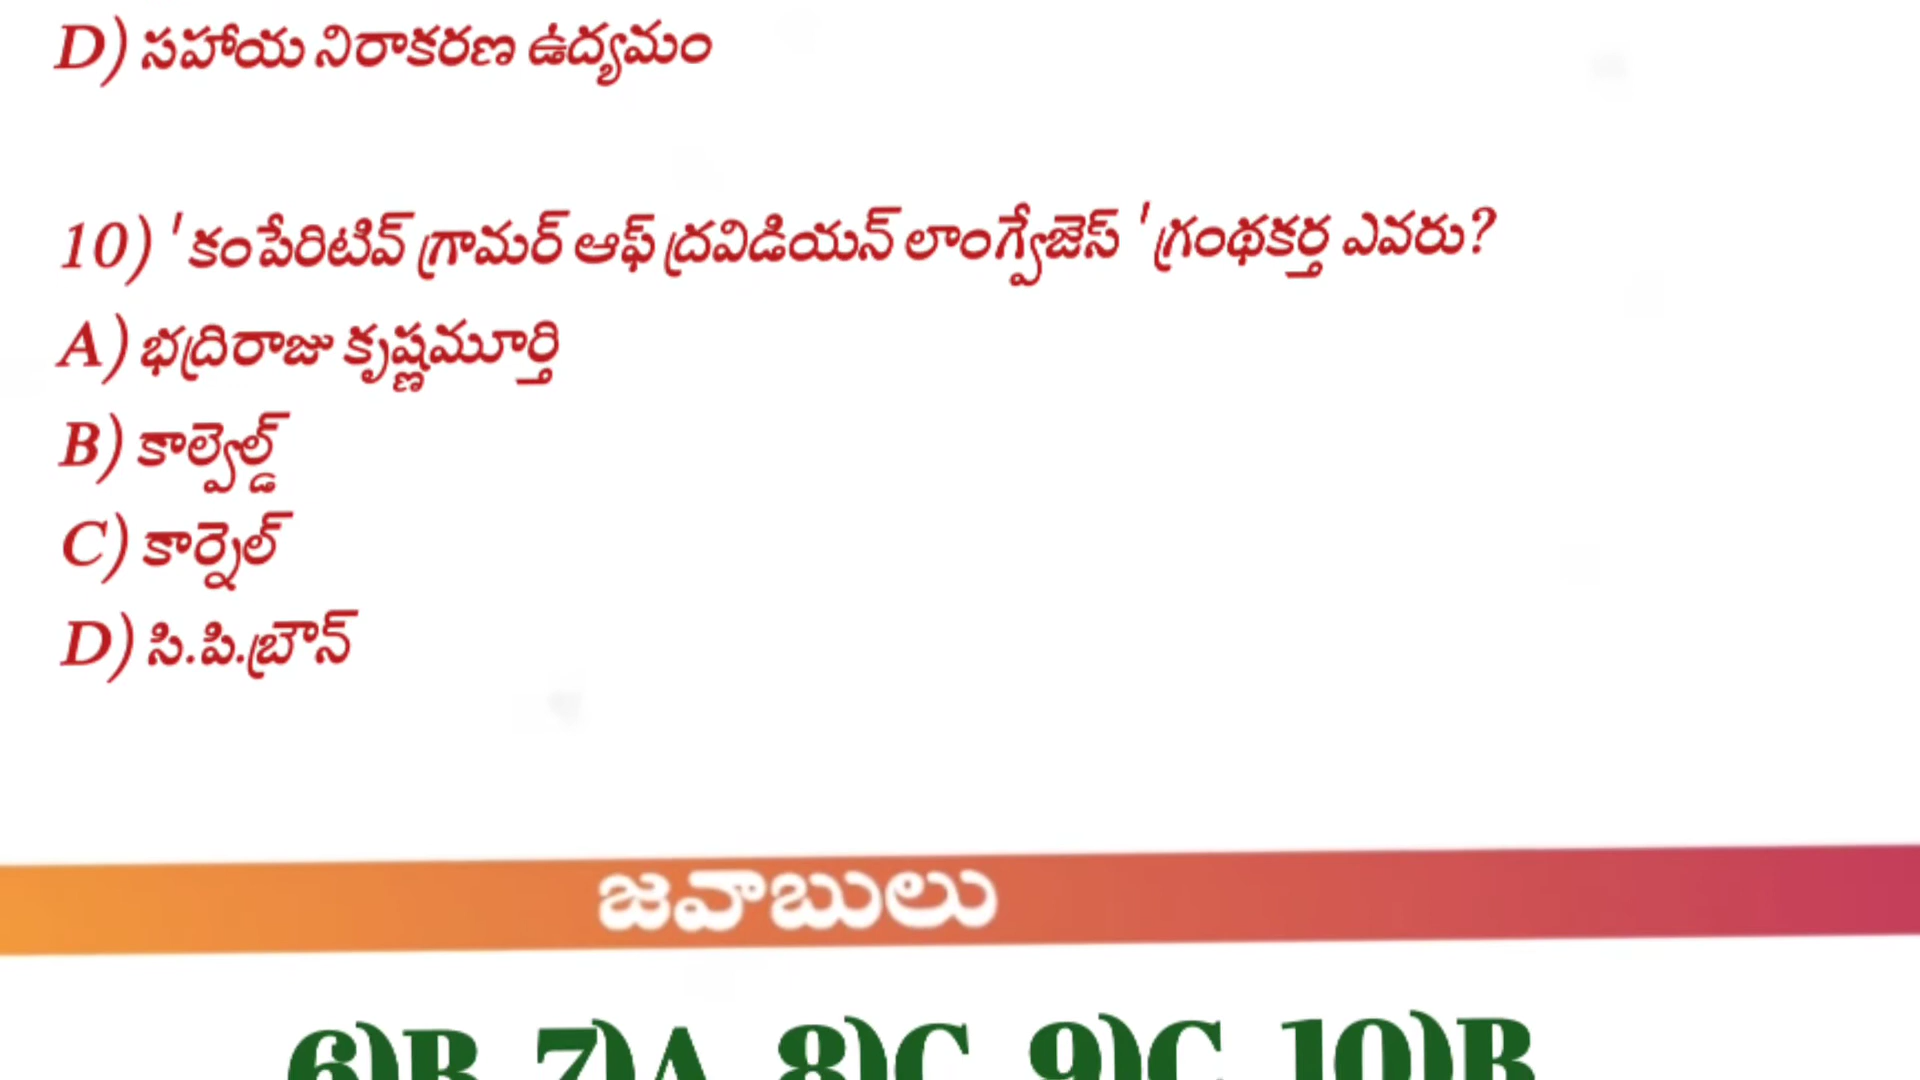 D) సహాయ నిరాకరణ ఉద్యమం
10) ' కంపేరిటివ్ గ్రామర్ ఆఫ్ ద్రవిడియన్ లాంగ్వేజెస్ ' గ్రంథకర్త ఎవరు?
A) భద్రిరాజు కృష్ణమూర్తి
B) కాల్వెల్డ్
C) కార్నెల్
D) సి.పి.బ్రౌన్
జవాబులు
6)B 7)A 8)C 9)C 10)B